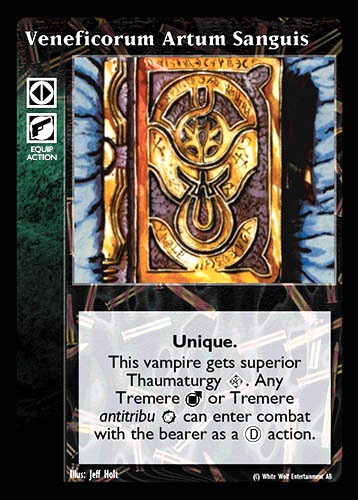 Veneficorum Artum Sanguis
EQUIP
ACTION
Unique.
This vampire gets superior
Thaumaturgy . Any
Tremere or Tremere
antitribu can enter combat
with the bearer as a Ⓓ action.
Illus: Jeff Holt
(C) White Wolf Entertainment AB